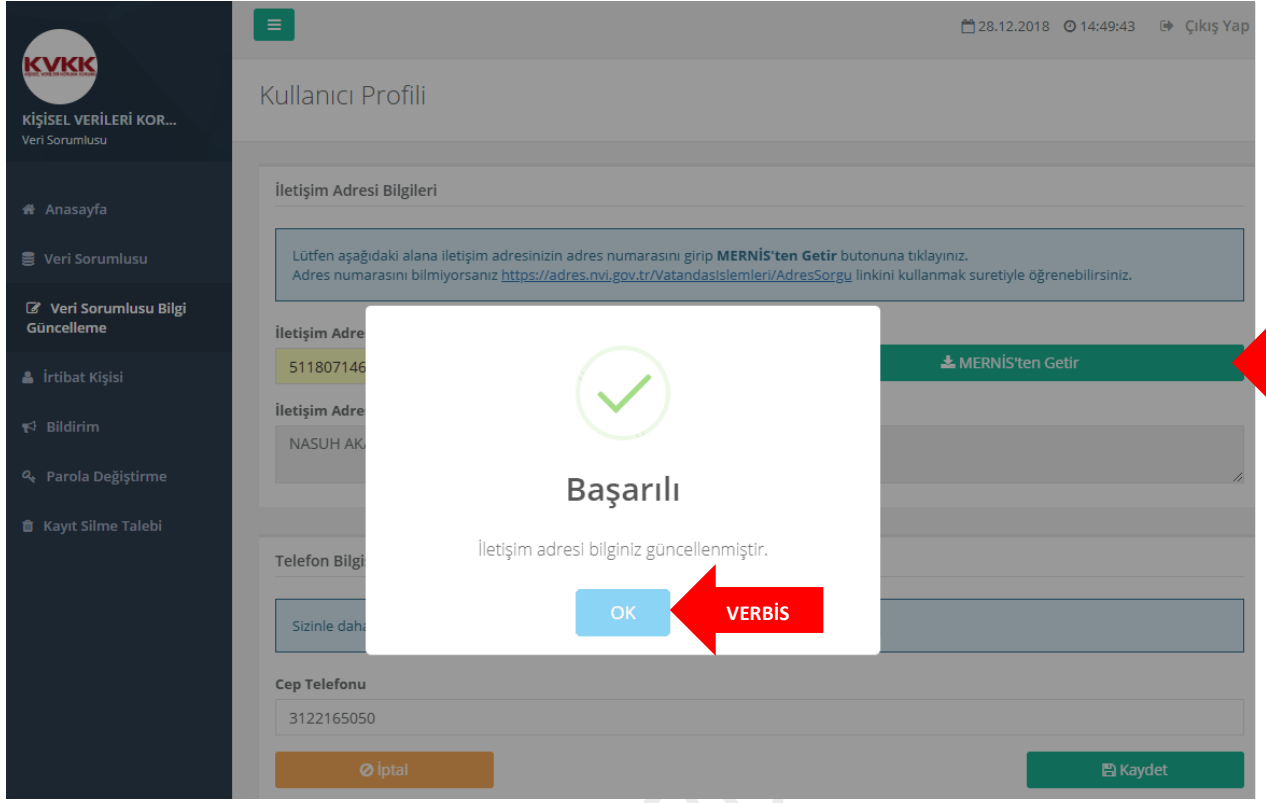 28.12.2018 14:49:43 Çıkış Yap
KVKK
KİŞİSEL VERİLERİ KOR...
Veri Sorumlusu
Anasayfa
Veri Sorumlusu
Veri Sorumlusu Bilgi
Güncelleme
İrtibat Kişisi
Bildirim
Parola Değiştirme
Kayıt Silme Talebi
Kullanıcı Profili
İletişim Adresi Bilgileri
Lütfen aşağıdaki alana iletişim adresinizin adres numarasını girip MERNİS'ten Getir butonuna tıklayınız.
Adres numarasını bilmiyorsanız https://adres.nvi.gov.tr/VatandasIslemleri/AdresSorgu linkini kullanmak suretiyle öğrenebilirsiniz.
İletişim Adre
511807146
MERNİS'ten Getir
İletişim Adre
NASUH AK
Başarılı
İletişim adresi bilginiz güncellenmiştir.
OK
VERBİS
Telefon Bilgi
Sizinle daha
Cep Telefonu
3122165050
İptal
Kaydet